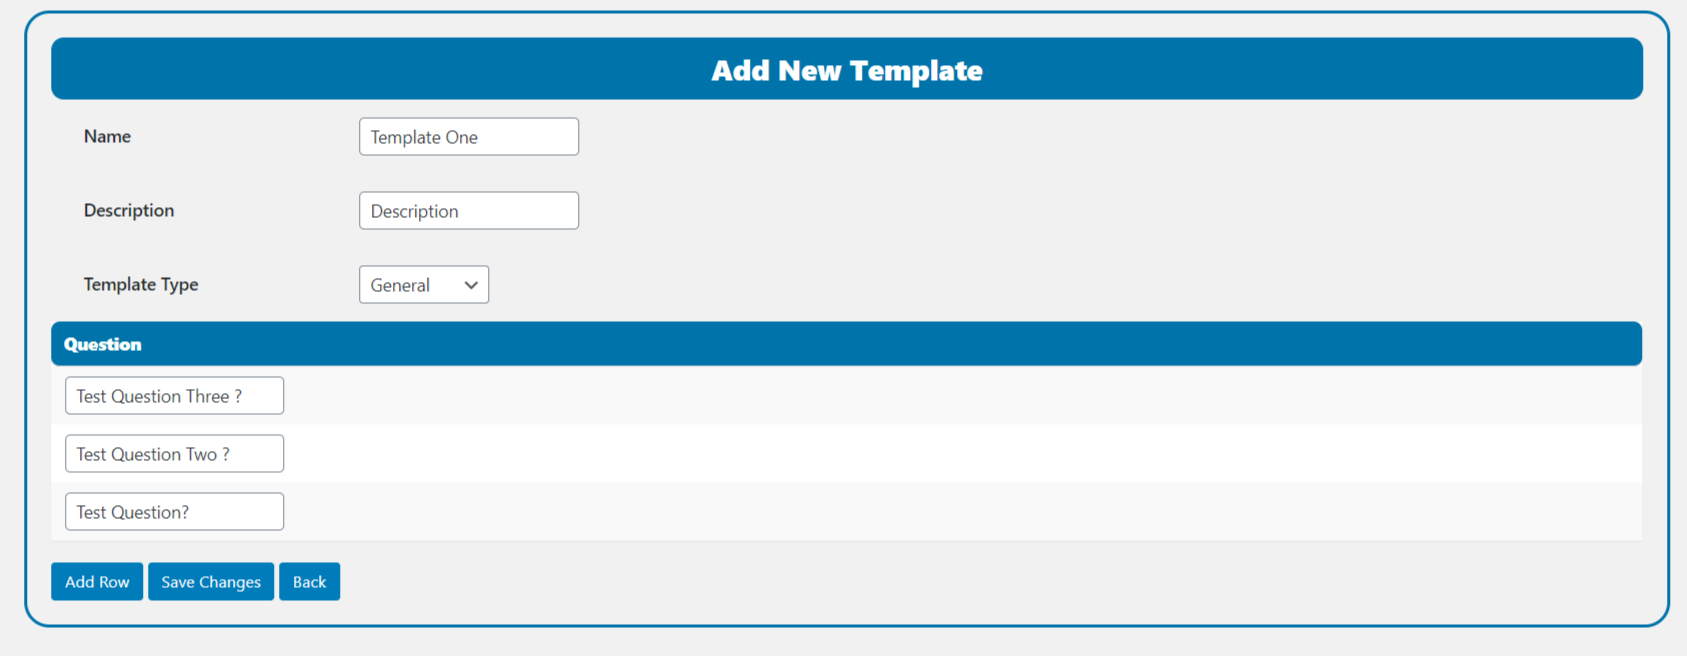 Add New Template
Name
Template One
Description
Description
Template Type
General
Question
Test Question Three ?
Test Question Two ?
Test Question?
Add Row Save Changes Back